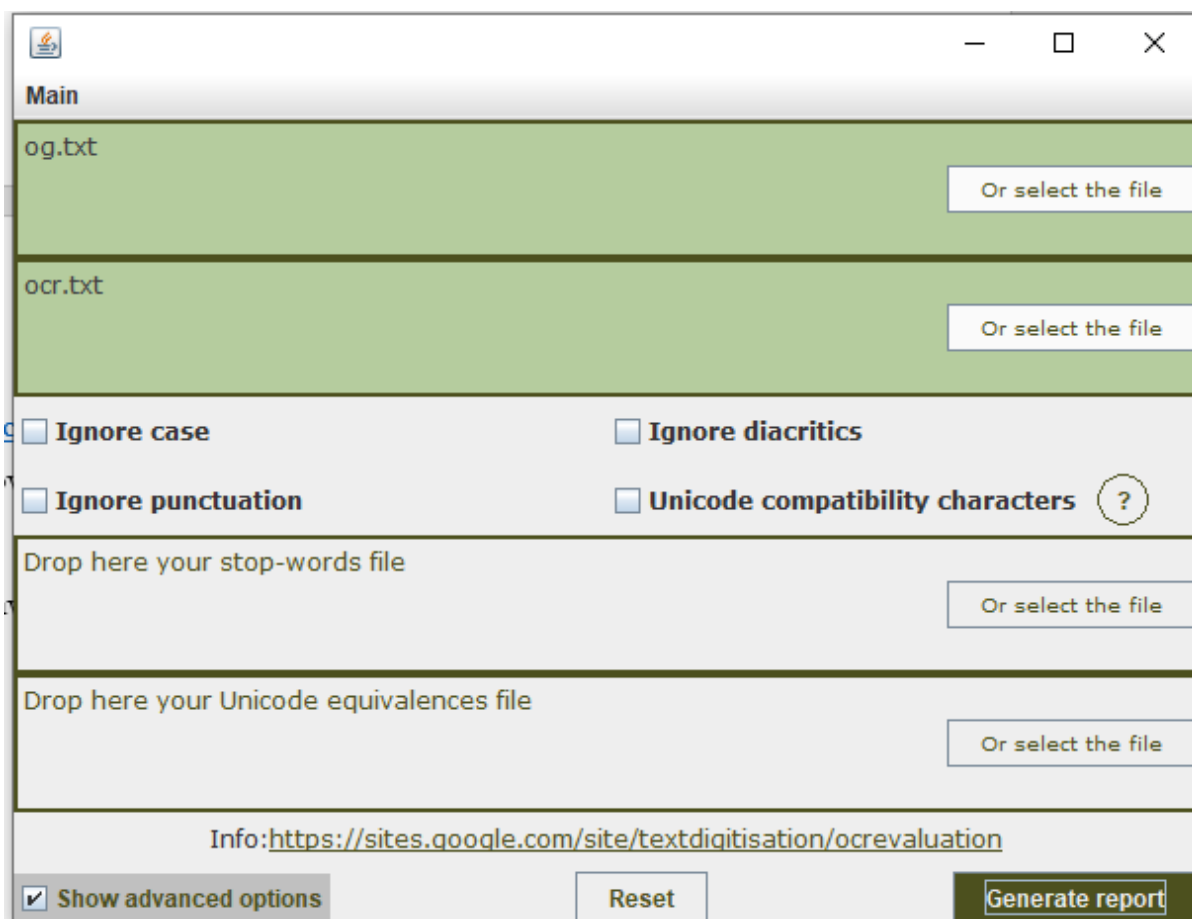 Main
og.txt
Or select the file
ocr.txt
Or select the file
Ignore case Ignore diacritics
Ignore punctuation Unicode compatibility characters ?
Drop here your stop-words file
Or select the file
Drop here your Unicode equivalences file
Or select the file
Info:https://sites.google.com/site/textdigitisation/ocrevaluation
Show advanced options Reset Generate report